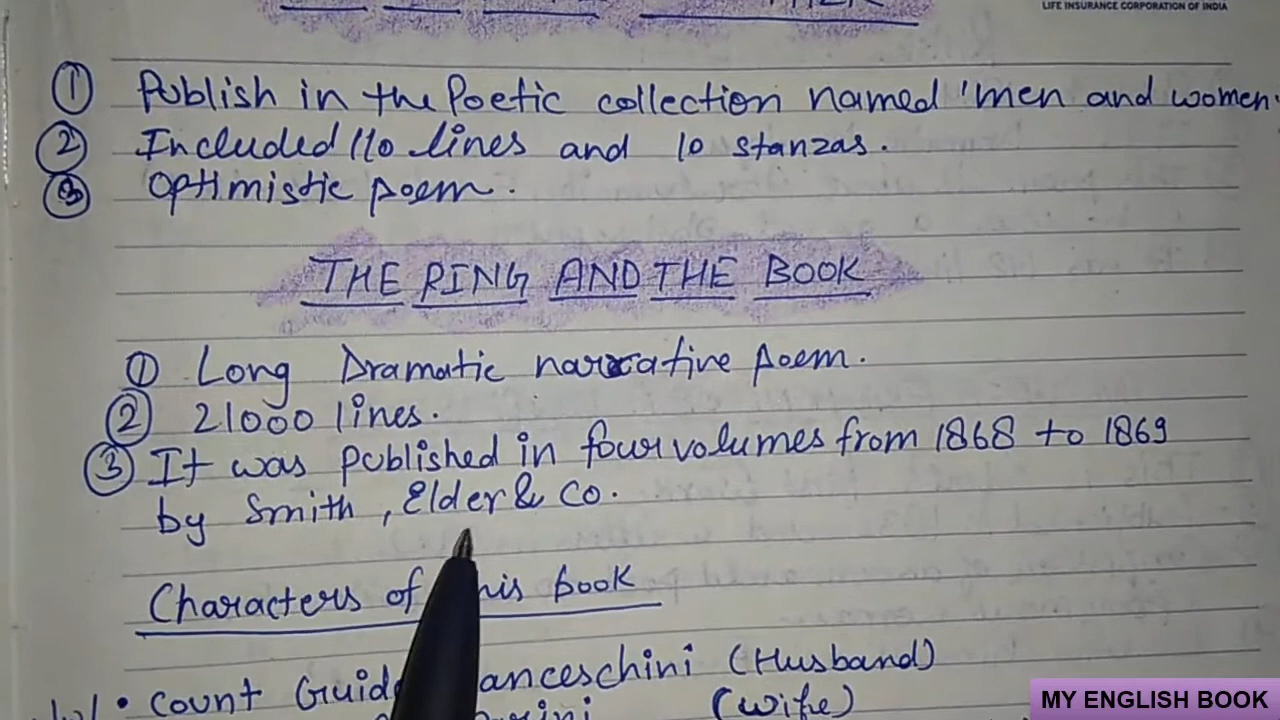 LIFE INSURANCE CORPORATION OF INDIA
① Publish in the Poetic collection named 'men and women.
② Included 110 lines and 10 stanzas.
③ Optimistic poem.
THE RING AND THE BOOK
① Long Dramatic narrative poem.
② 21000 lines.
③ It was published in four volumes from 1868 to 1869
by Smith, Elder & Co.
Characters of book
• Count (Husband)
(wife)
MY ENGLISH BOOK